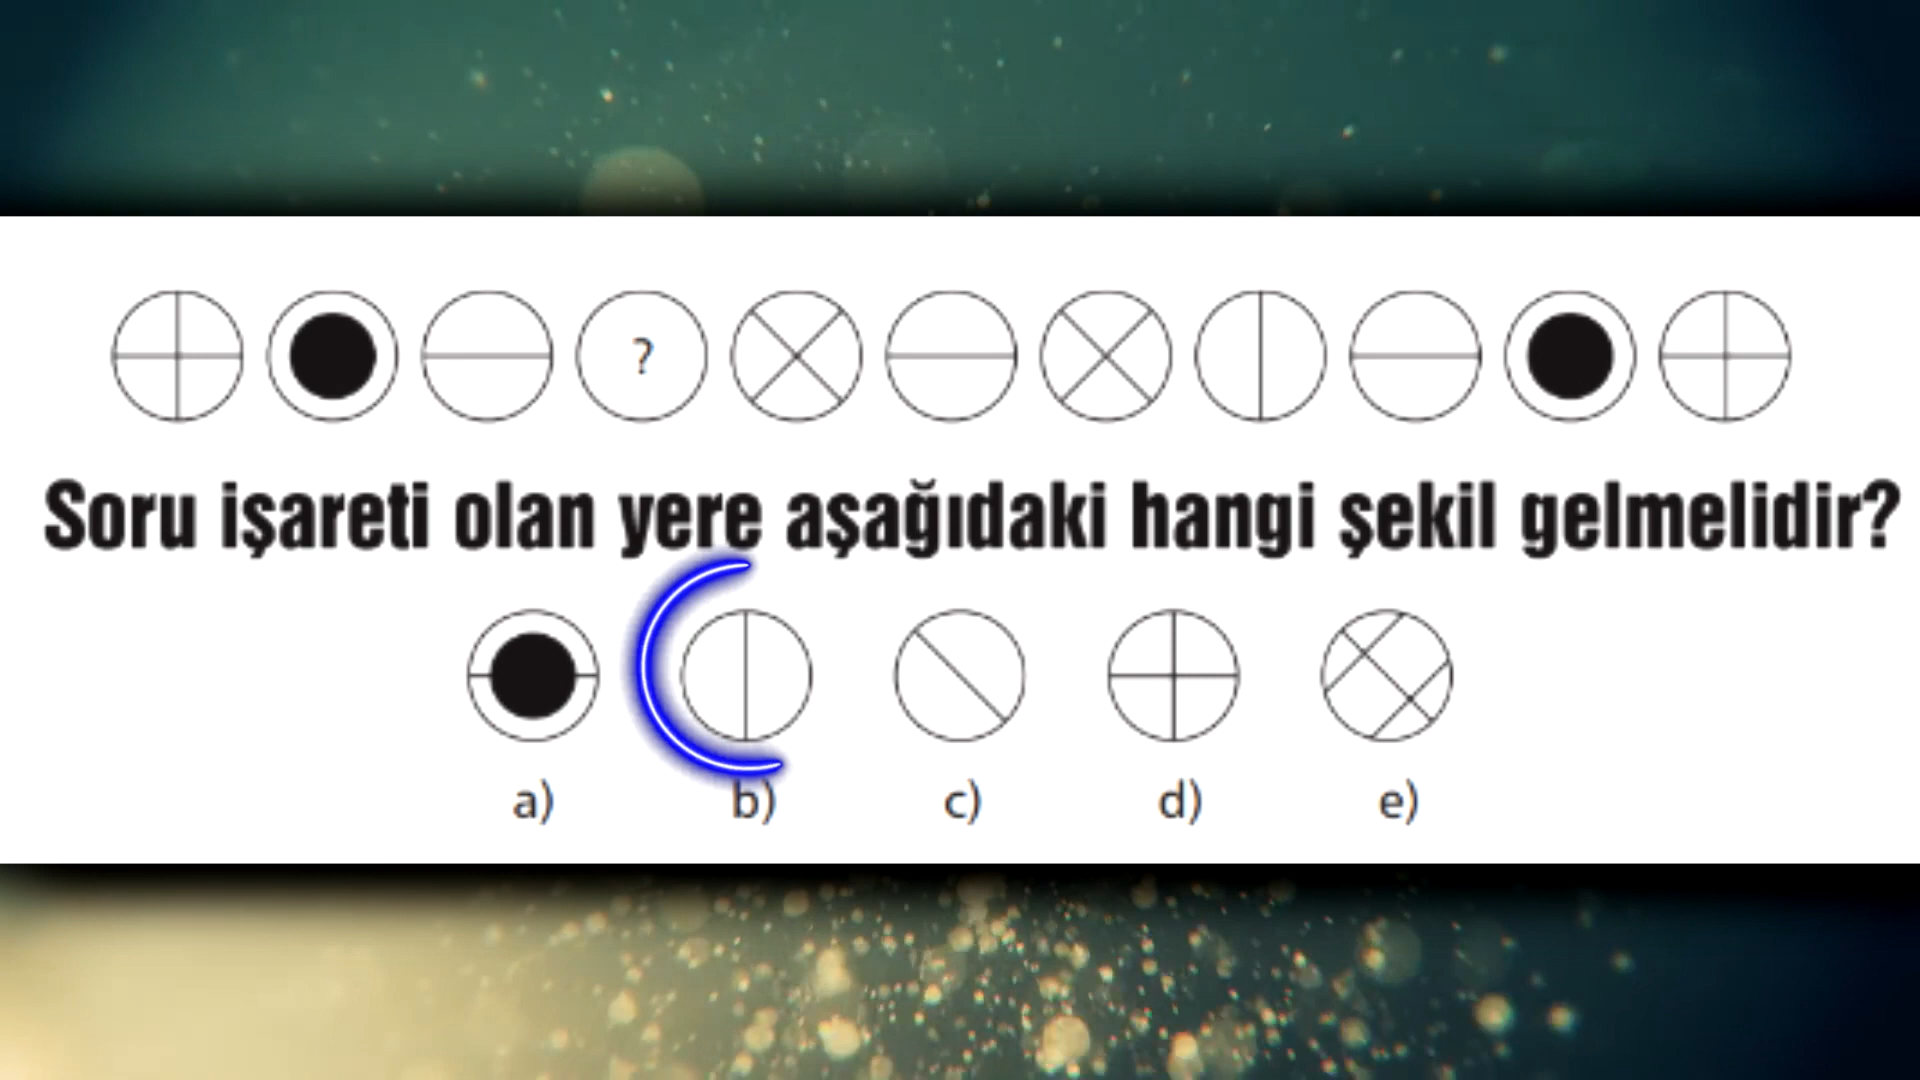 ?
Soru işareti olan yere aşağıdaki hangi şekil gelmelidir?
a) b) c) d) e)